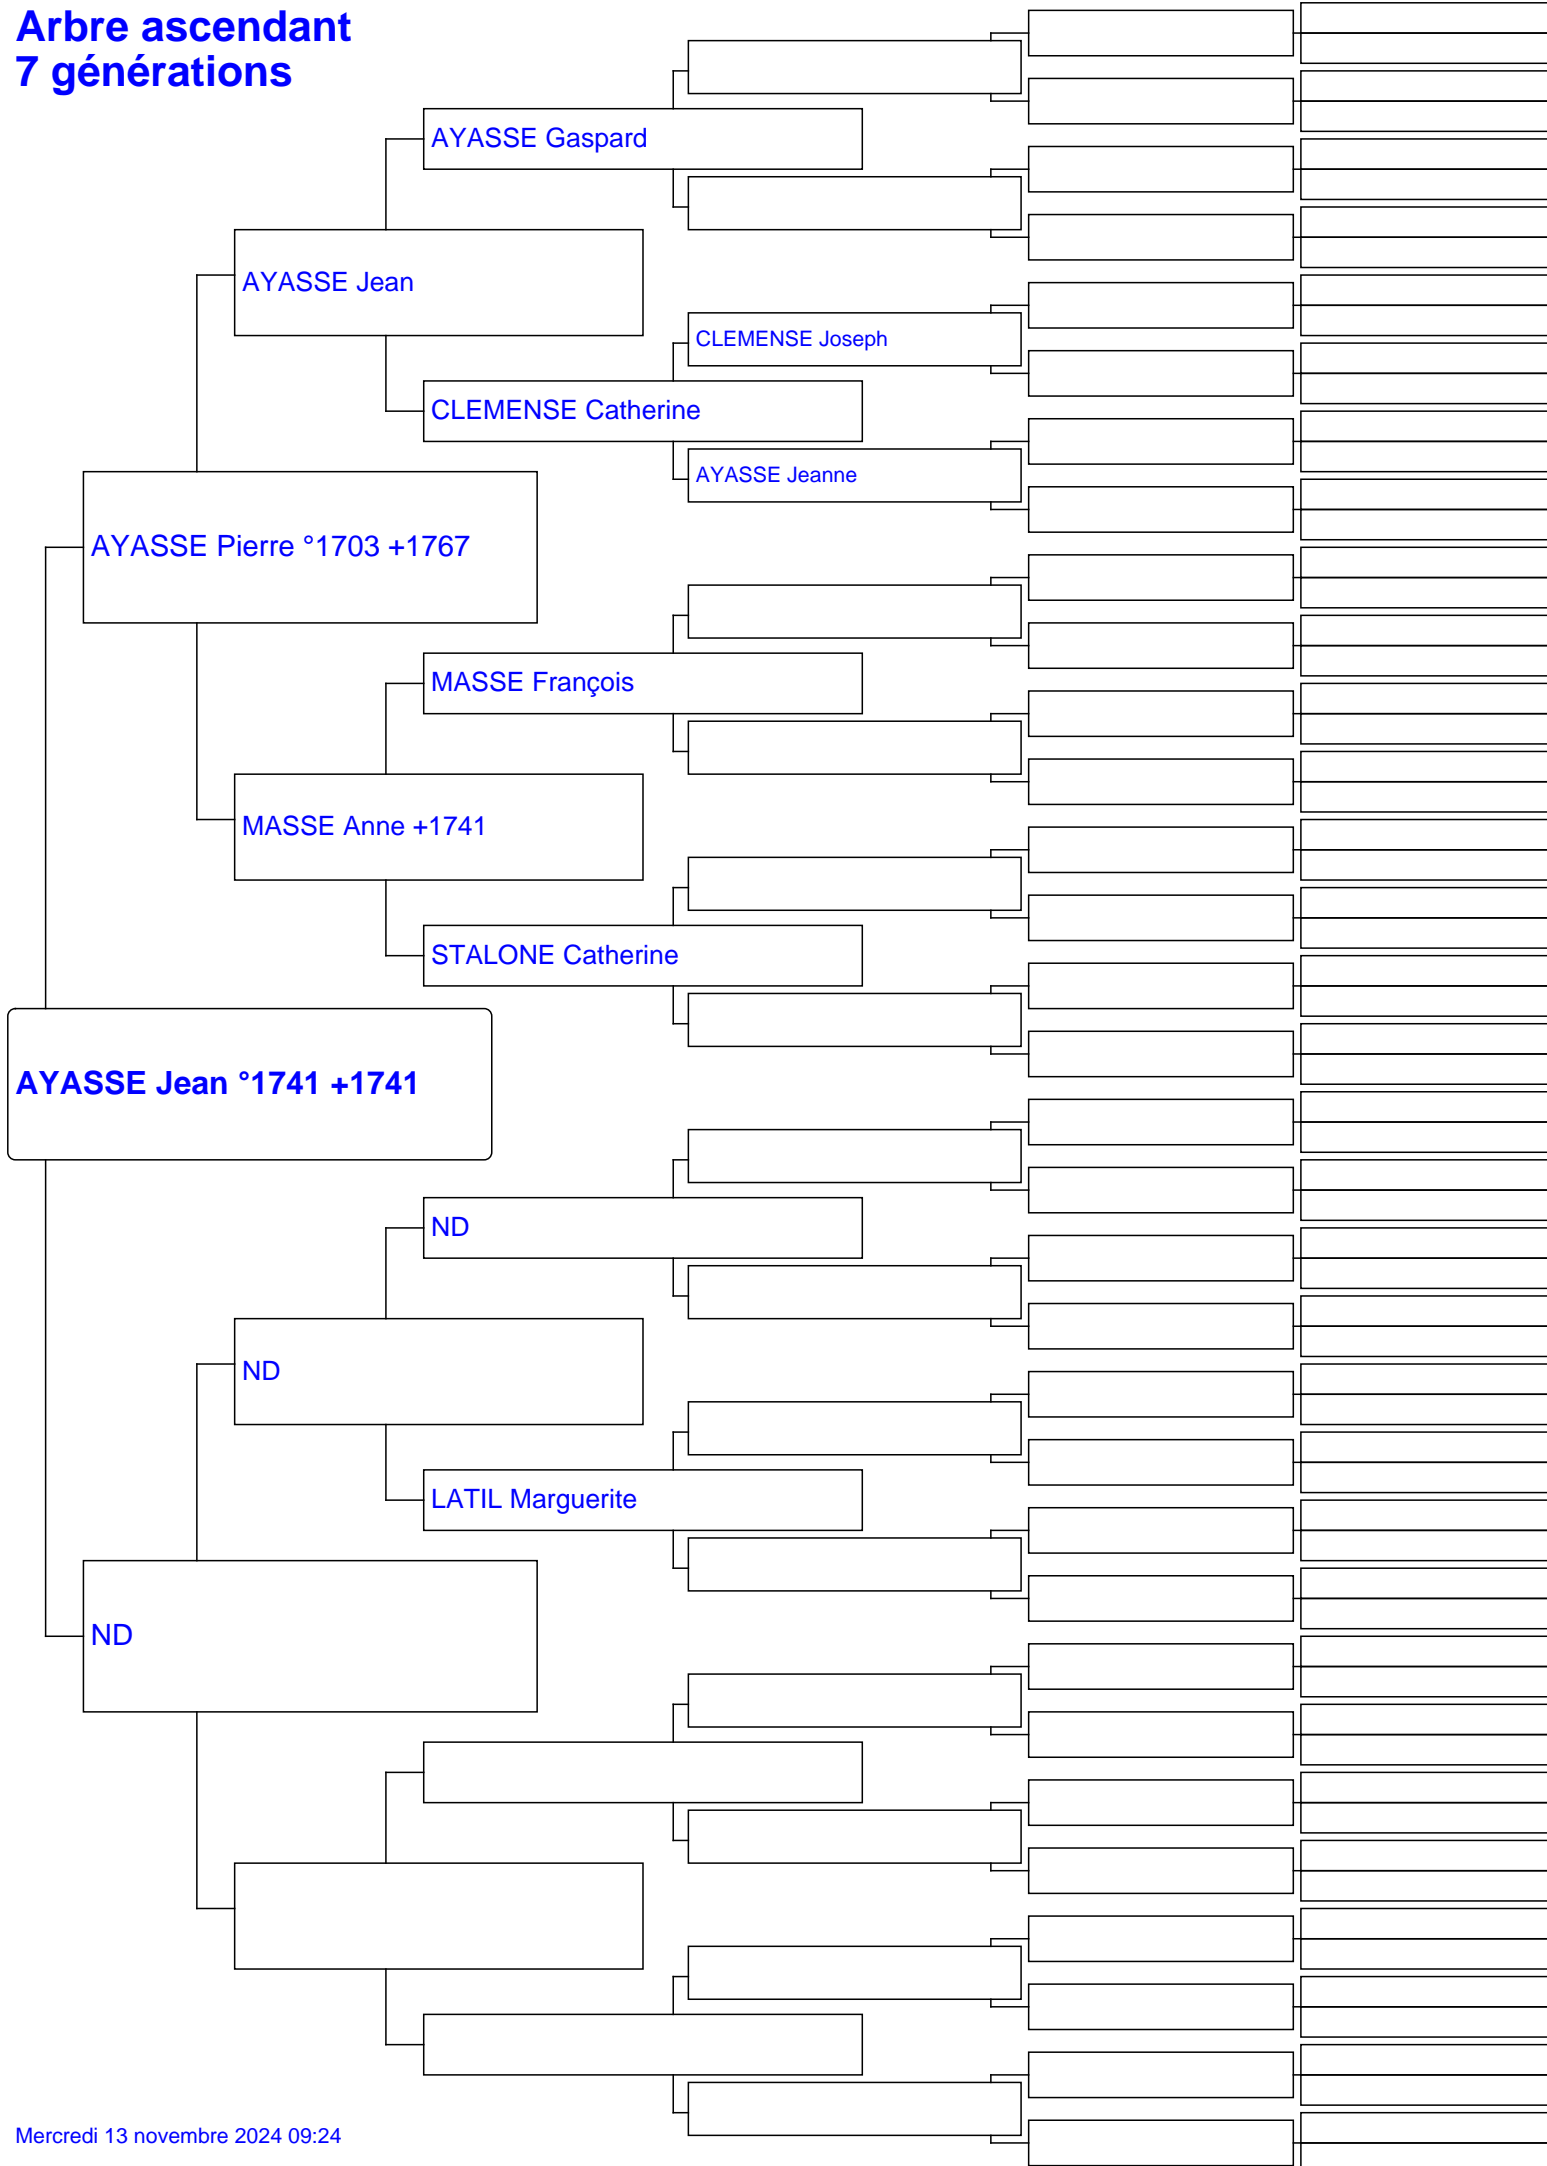 Arbre ascendant
7 générations
AYASSE Gaspard
AYASSE Jean
CLEMENSE Joseph
CLEMENSE Catherine
AYASSE Jeanne
AYASSE Pierre °1703 +1767
MASSE François
MASSE Anne +1741
STALONE Catherine
AYASSE Jean °1741 +1741
ND
ND
LATIL Marguerite
ND
Mercredi 13 novembre 2024 09:24